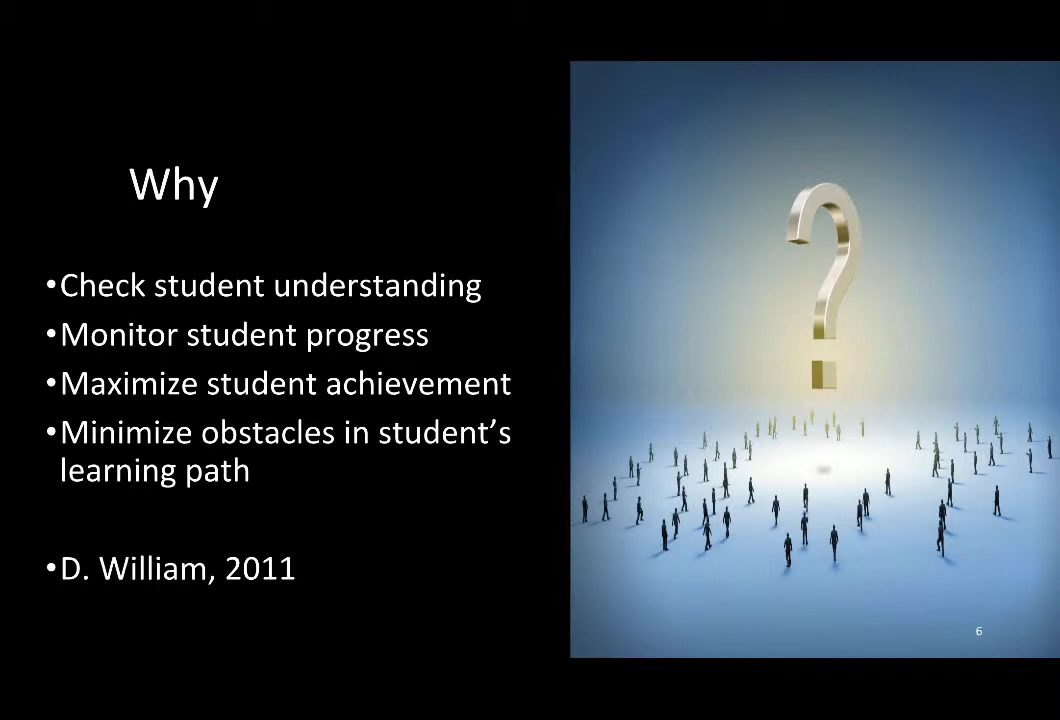 Why
•Check student understanding
•Monitor student progress
•Maximize student achievement
•Minimize obstacles in student’s
learning path
•D. William, 2011
6